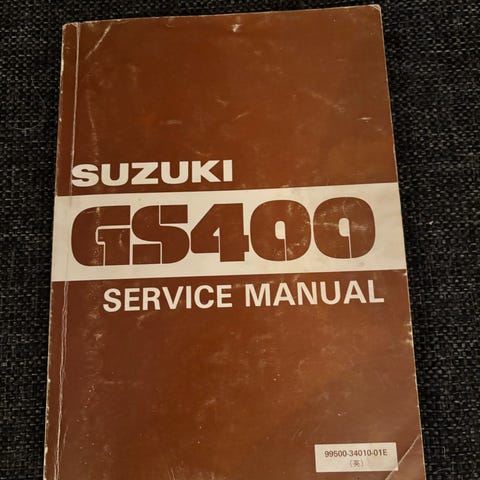 SUZUKI
GS400
SERVICE MANUAL
99500-34010-01E
(英)